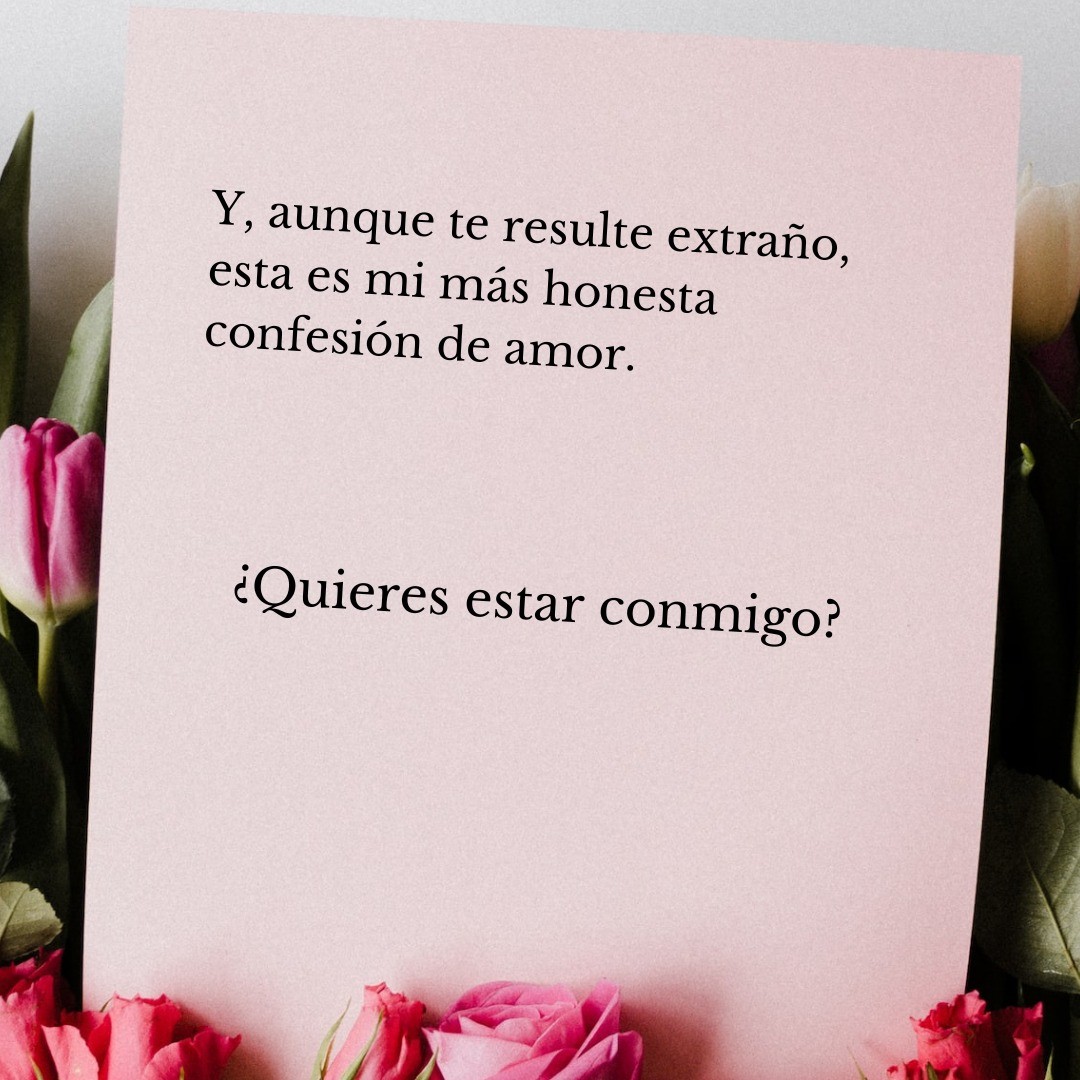 Y, aunque te resulte extraño,
esta es mi más honesta
confesión de amor.
¿Quieres estar conmigo?